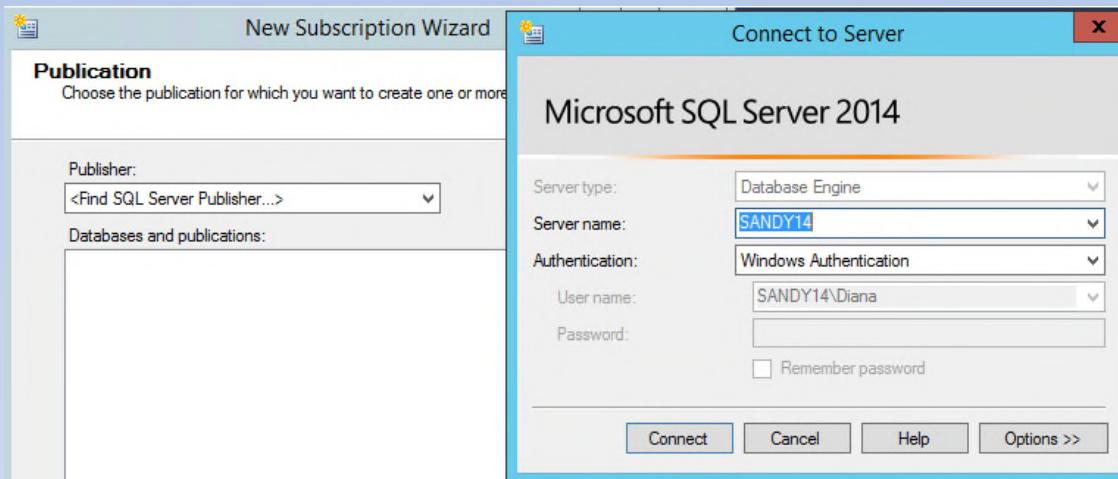 New Subscription Wizard
Publication
Choose the publication for which you want to create one or more
Publisher:
<Find SQL Server Publisher...>
Databases and publications:
Connect to Server
x
Microsoft SQL Server 2014
Server type: Database Engine
Server name: SANDY14
Authentication: Windows Authentication
User name: SANDY14\Diana
Password:
Remember password
Connect Cancel Help Options >>